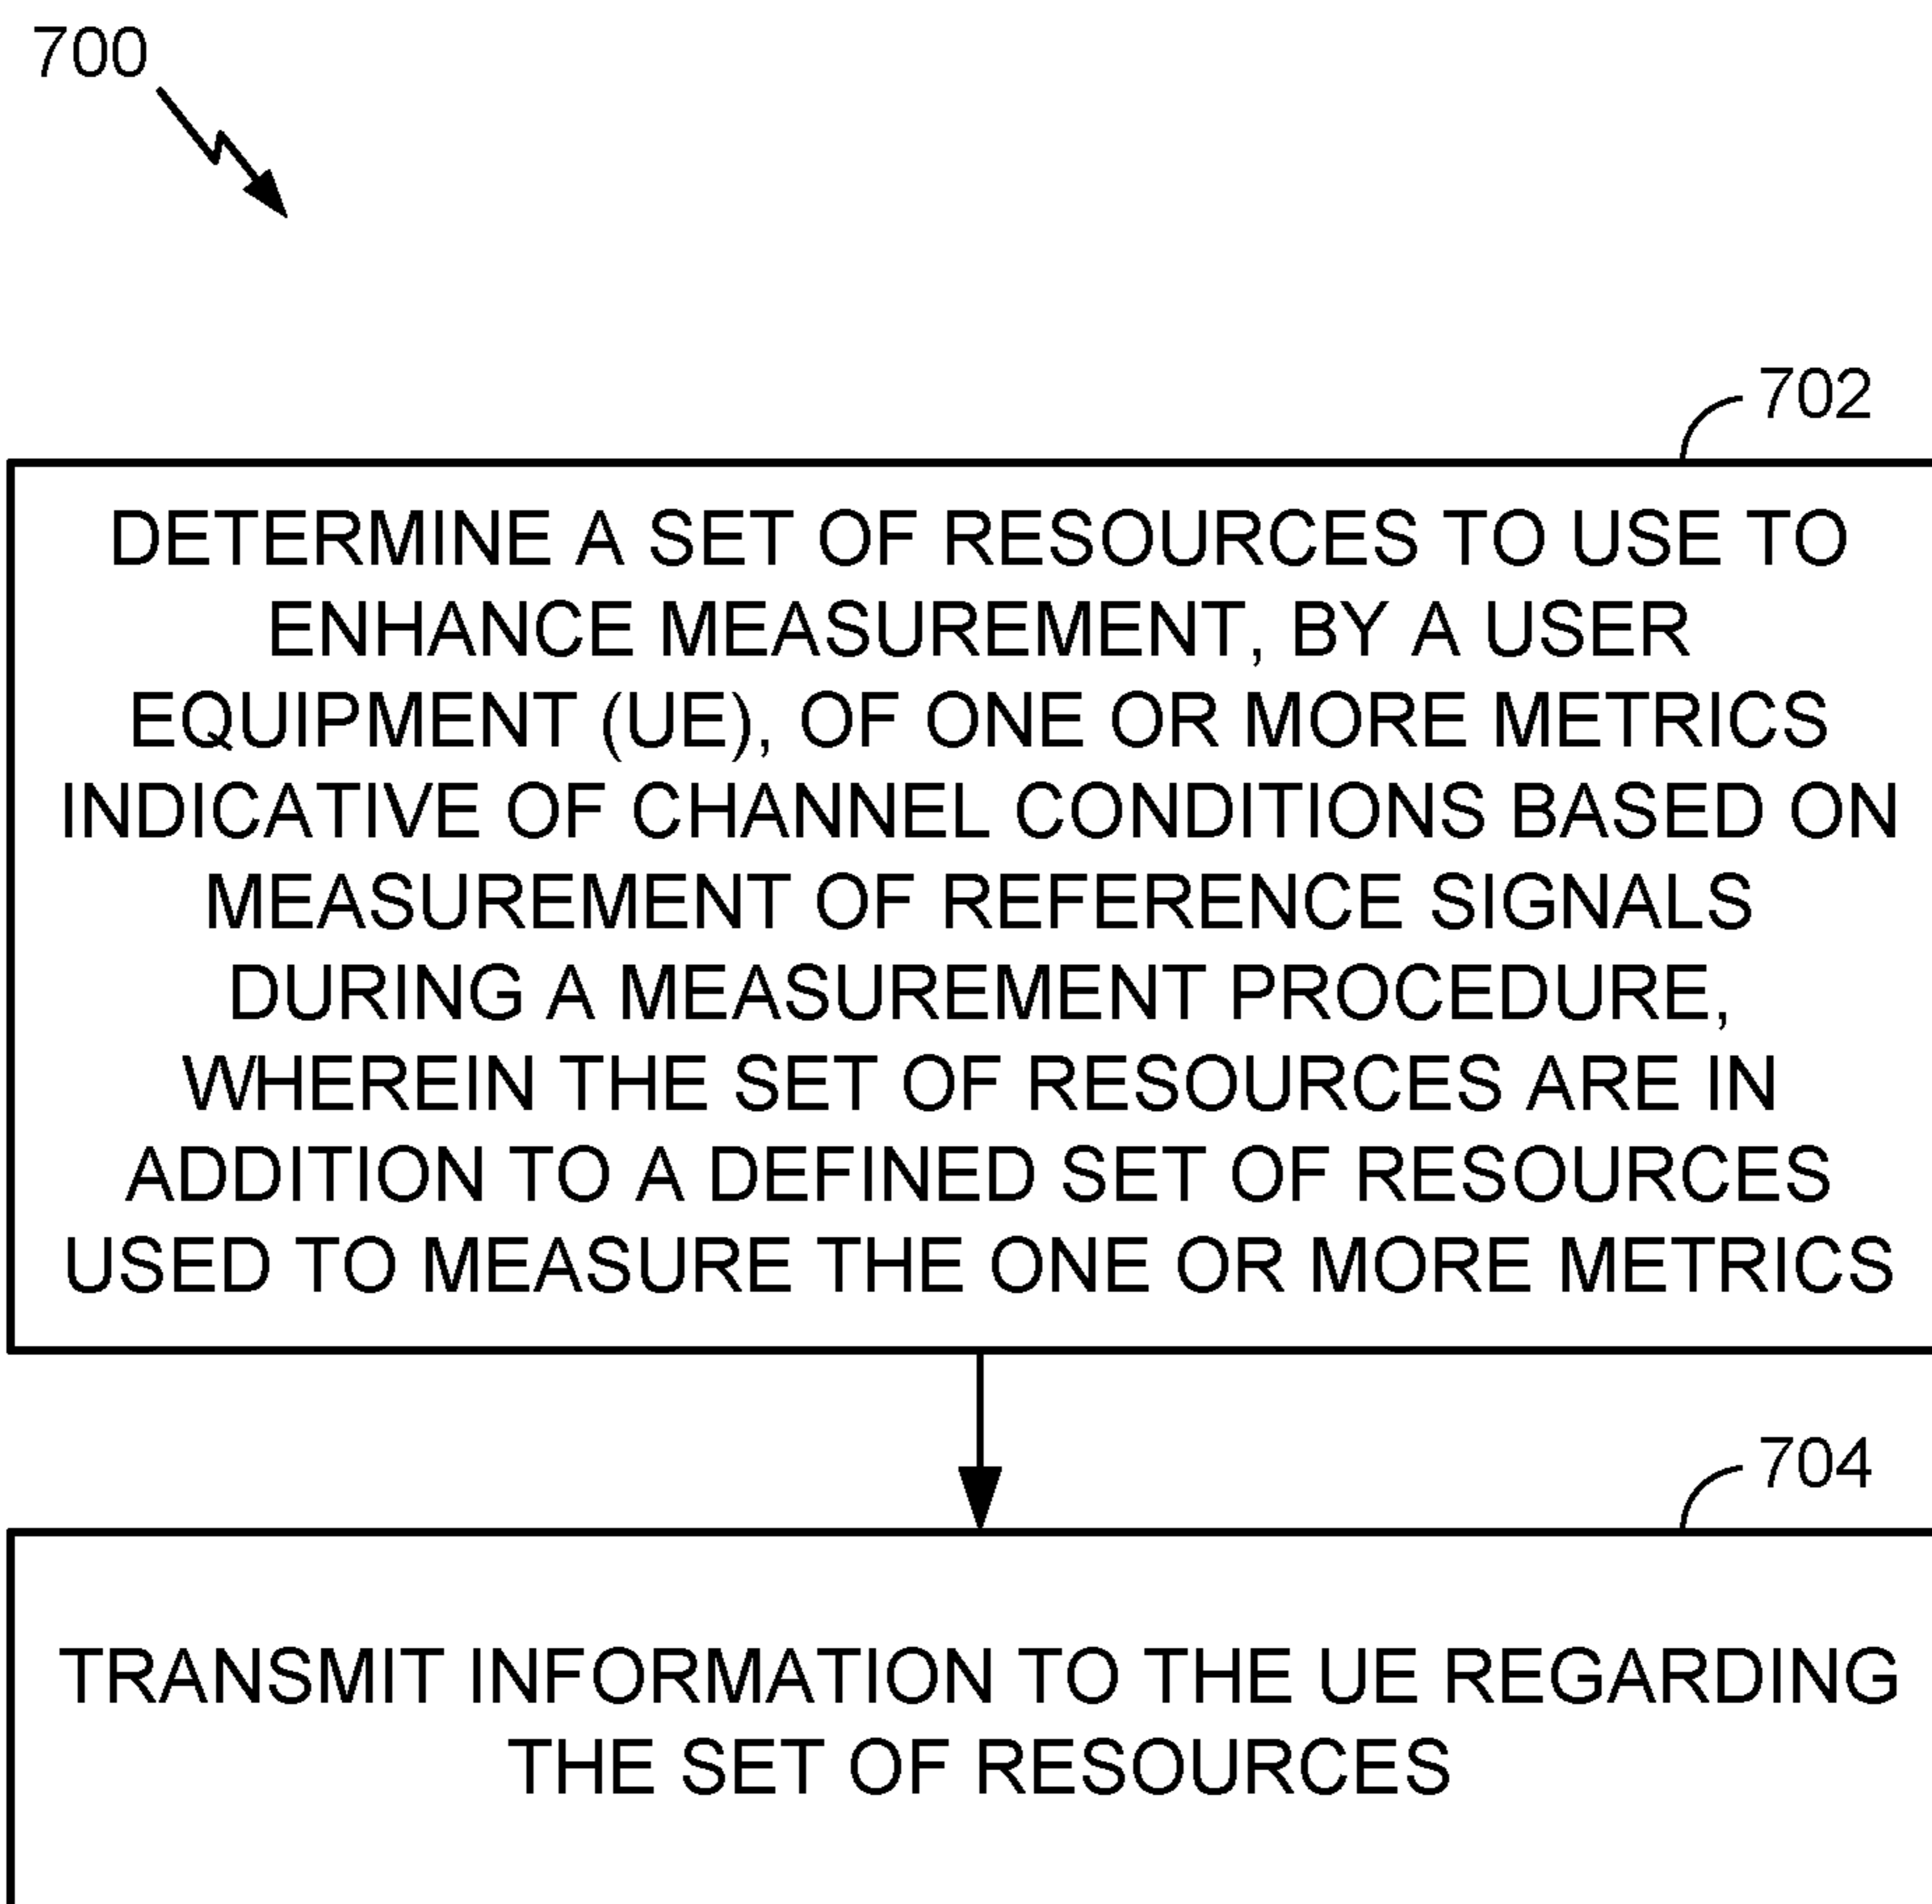 700
702
DETERMINE A SET OF RESOURCES TO USE TO
ENHANCE MEASUREMENT, BY A USER
EQUIPMENT (UE), OF ONE OR MORE METRICS
INDICATIVE OF CHANNEL CONDITIONS BASED ON
MEASUREMENT OF REFERENCE SIGNALS
DURING A MEASUREMENT PROCEDURE,
WHEREIN THE SET OF RESOURCES ARE IN
ADDITION TO A DEFINED SET OF RESOURCES
USED TO MEASURE THE ONE OR MORE METRICS
704
TRANSMIT INFORMATION TO THE UE REGARDING
THE SET OF RESOURCES